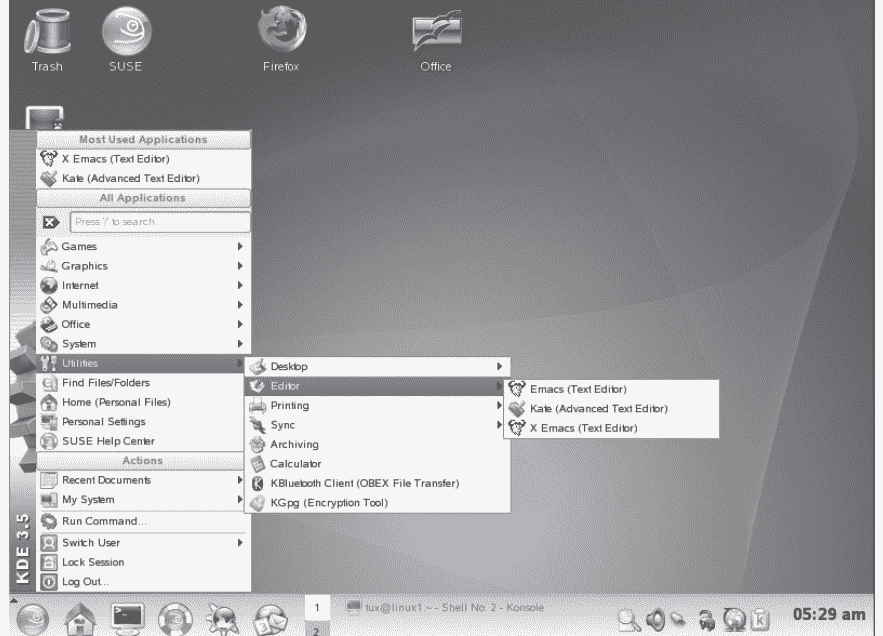 Trash
SUSE
Firefox
Office
Most Used Applications
X Emacs (Text Editor)
Kate (Advanced Text Editor)
All Applications
Press '/' to search...
Games
Graphics
Internet
Multimedia
Office
System
Utilities
Find Files/Folders
Home (Personal Files)
Personal Settings
SUSE Help Center
Actions
Recent Documents
My System
Run Command...
Switch User
Lock Session
Log Out...
KDE 3.5
Desktop
Editor
Printing
Sync
Archiving
Calculator
KBluetooth Client (OBEX File Transfer)
KGpg (Encryption Tool)
Emacs (Text Editor)
Kate (Advanced Text Editor)
X Emacs (Text Editor)
1
2
tux@linux1:~ - Shell No. 2 - Konsole
05:29 am